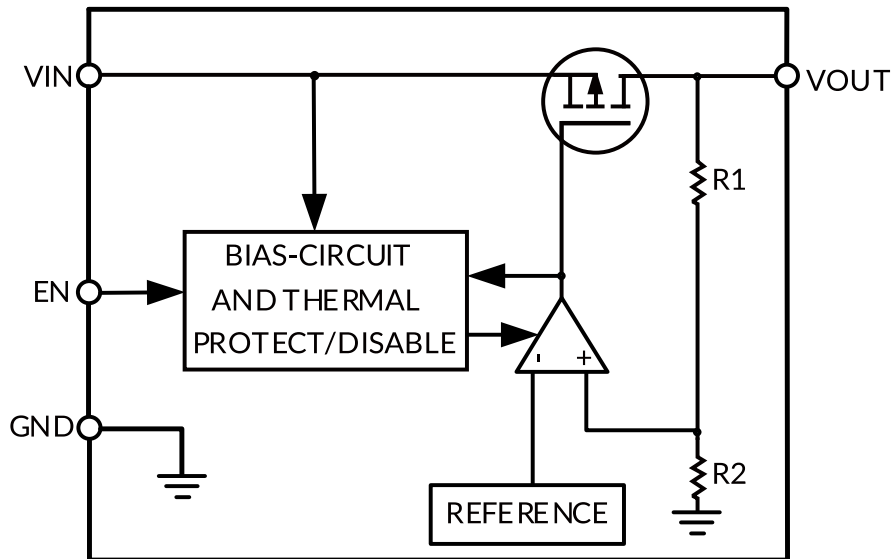 VIN
VOUT
R1
BIAS-CIRCUIT
AND THERMAL
PROTECT/DISABLE
EN
- +
GND
R2
REFERENCE